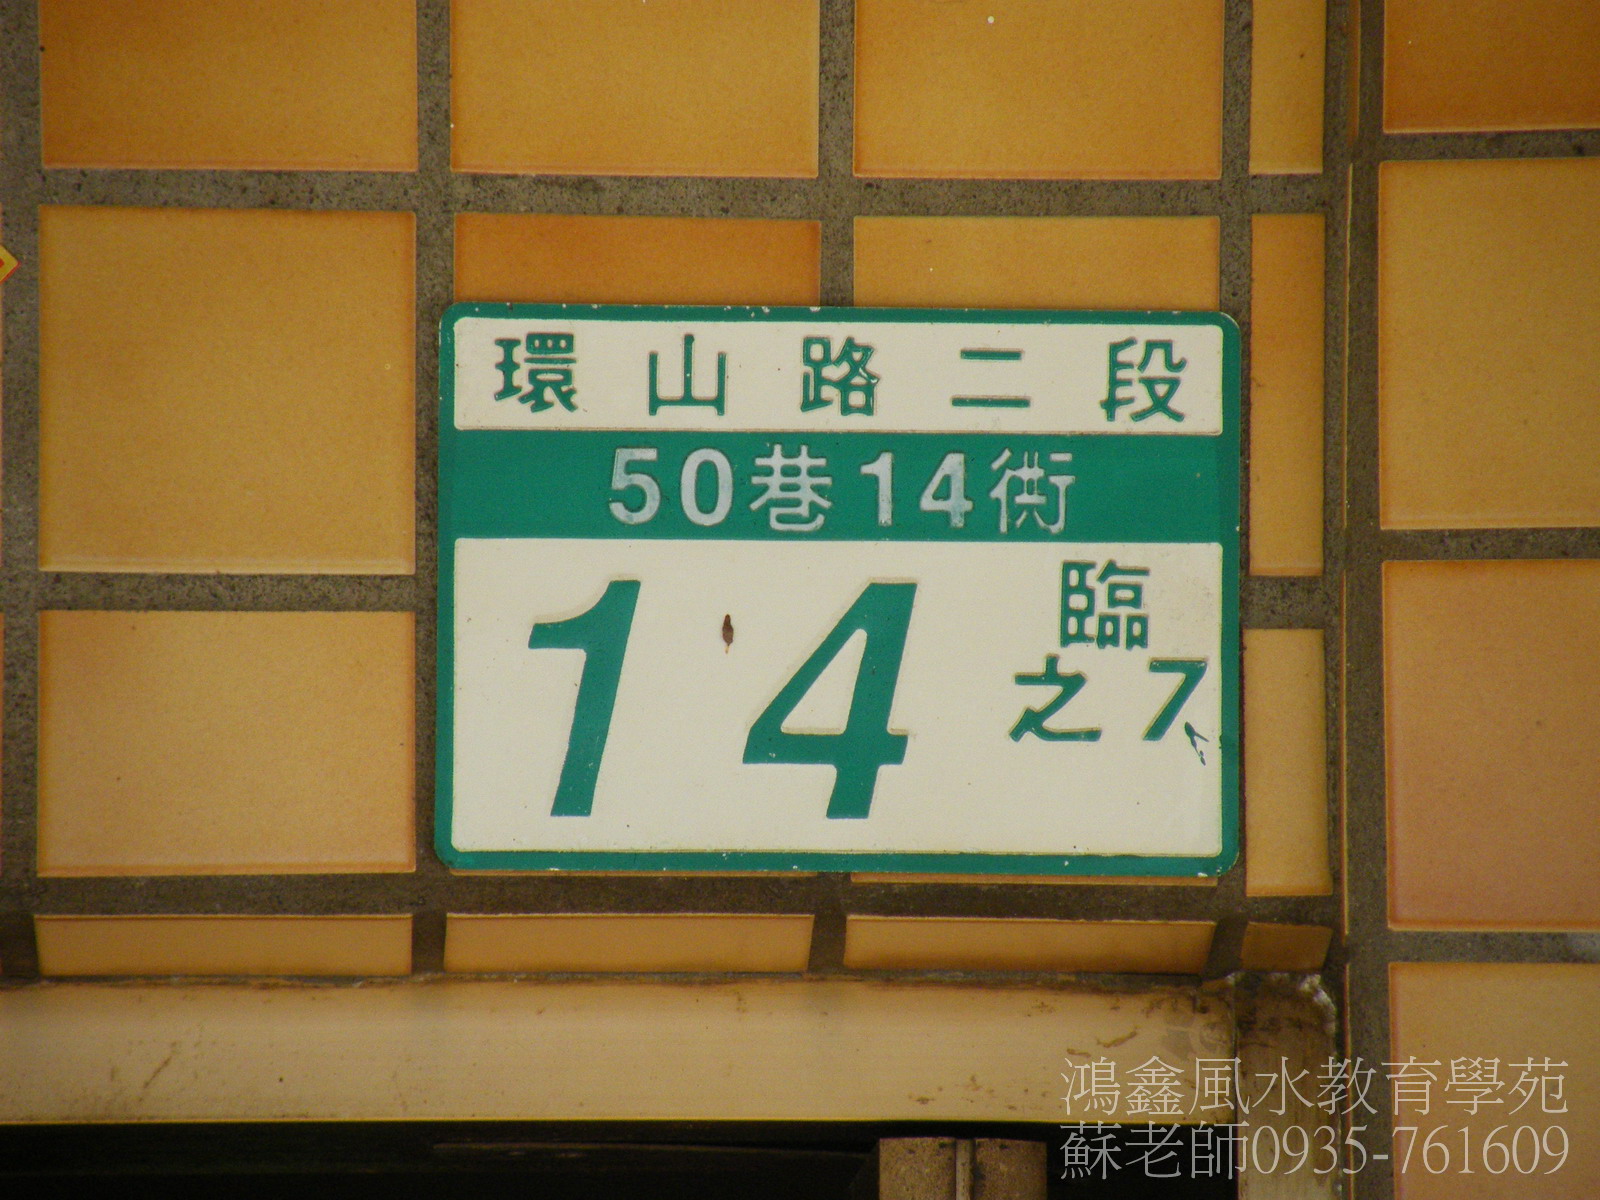 環山路二段
50巷14衖
14 臨
之7
鴻鑫風水教育學苑
蘇老師0935-761609